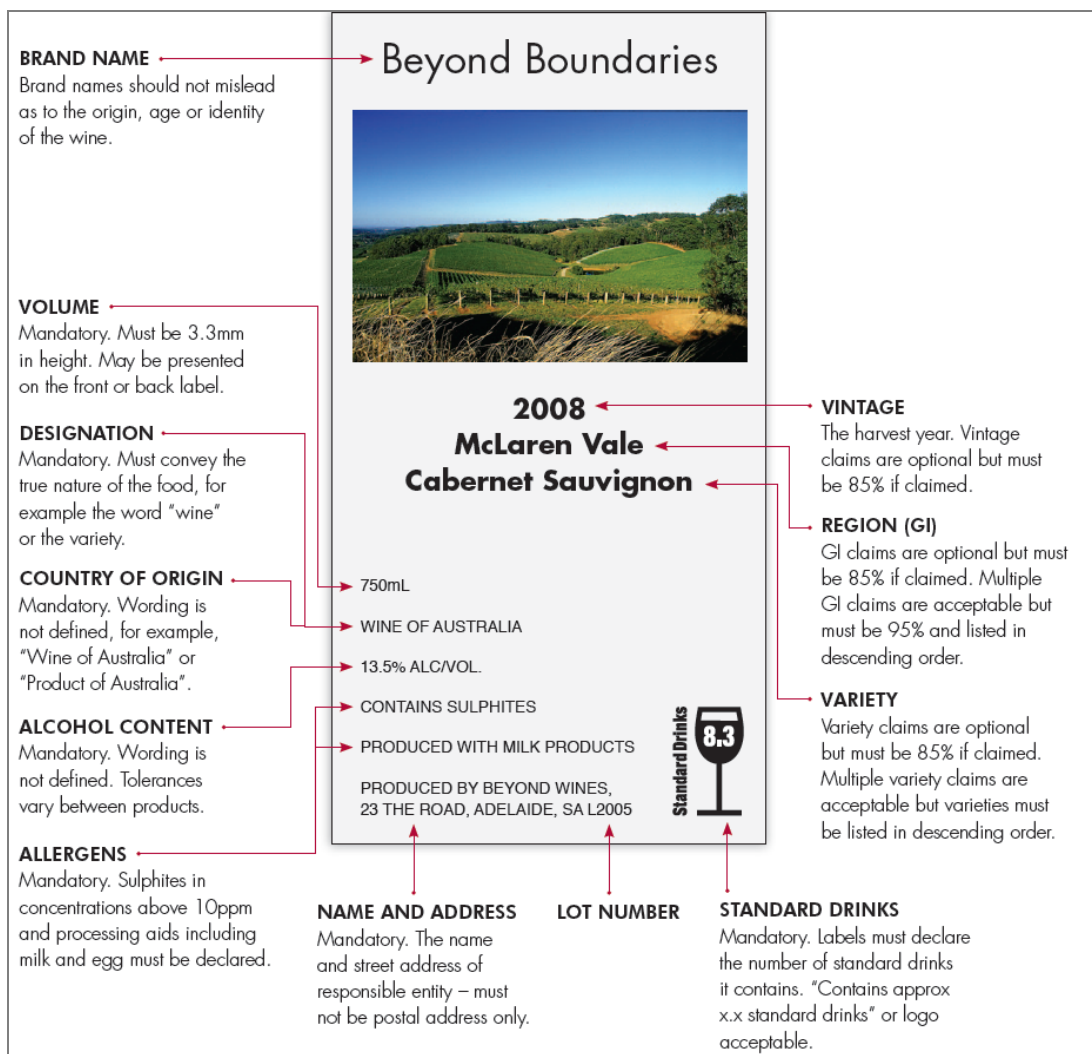 Beyond Boundaries
BRAND NAME
Brand names should not mislead
as to the origin, age or identity
of the wine.
VOLUME
Mandatory. Must be 3.3mm
in height. May be presented
on the front or back label.
DESIGNATION
Mandatory. Must convey the
true nature of the food, for
example the word “wine”
or the variety.
COUNTRY OF ORIGIN
Mandatory. Wording is
not defined, for example,
“Wine of Australia” or
“Product of Australia”.
ALCOHOL CONTENT
Mandatory. Wording is
not defined. Tolerances
vary between products.
ALLERGENS
Mandatory. Sulphites in
concentrations above 10ppm
and processing aids including
milk and egg must be declared.
2008
McLaren Vale
Cabernet Sauvignon
750mL
WINE OF AUSTRALIA
13.5% ALC/VOL.
CONTAINS SULPHITES
PRODUCED WITH MILK PRODUCTS
PRODUCED BY BEYOND WINES,
23 THE ROAD, ADELAIDE, SA L2005
Standard Drinks
8.3
VINTAGE
The harvest year. Vintage
claims are optional but must
be 85% if claimed.
REGION (GI)
GI claims are optional but must
be 85% if claimed. Multiple
GI claims are acceptable but
must be 95% and listed in
descending order.
VARIETY
Variety claims are optional
but must be 85% if claimed.
Multiple variety claims are
acceptable but varieties must
be listed in descending order.
NAME AND ADDRESS
Mandatory. The name
and street address of
responsible entity – must
not be postal address only.
LOT NUMBER
STANDARD DRINKS
Mandatory. Labels must declare
the number of standard drinks
it contains. “Contains approx
x.x standard drinks” or logo
acceptable.